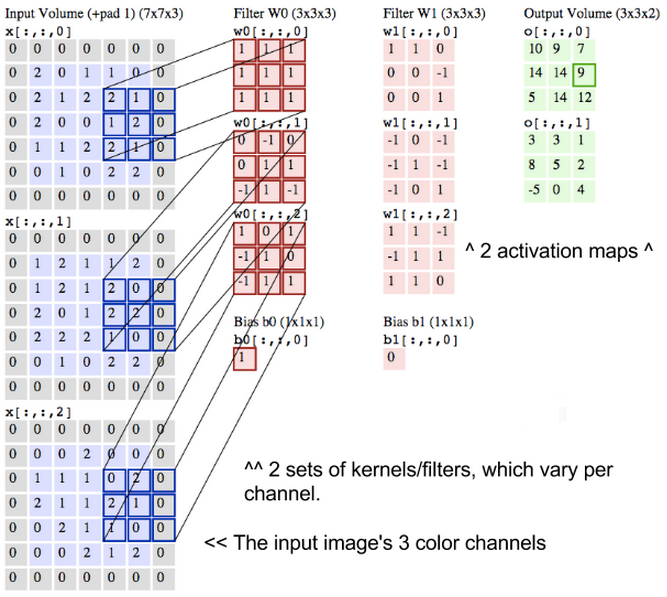 Input Volume (+pad 1) (7x7x3)
x[:,:,0]
0 0 0 0 0 0 0
0 2 0 1 1 0 0
0 2 1 2 2 1 0
0 2 0 0 1 2 0
0 1 1 2 2 1 0
0 0 1 0 2 2 0
0 0 0 0 0 0 0
x[:,:,1]
0 0 0 0 0 0 0
0 1 2 1 1 2 0
0 1 2 1 2 0 0
0 2 0 1 2 2 0
0 2 2 2 1 0 0
0 0 1 0 2 2 0
0 0 0 0 0 0 0
x[:,:,2]
0 0 0 0 0 0 0
0 0 0 2 0 0 0
0 1 1 1 0 2 0
0 2 1 1 2 1 0
0 0 2 1 1 0 0
0 0 0 2 1 2 0
0 0 0 0 0 0 0
Filter W0 (3x3x3)
w0[:,:,0]
1 1 1
1 1 1
1 1 1
w0[:,:,1]
0 -1 0
0 1 1
-1 1 -1
w0[:,:,2]
1 0 1
-1 1 0
-1 1 1
Bias b0 (1x1x1)
b0[:,:,0]
1
Filter W1 (3x3x3)
w1[:,:,0]
1 1 0
0 0 -1
0 0 1
w1[:,:,1]
-1 0 -1
-1 1 -1
-1 0 1
w1[:,:,2]
1 1 -1
-1 1 1
1 1 0
Bias b1 (1x1x1)
b1[:,:,0]
0
Output Volume (3x3x2)
o[:,:,0]
10 9 7
14 14 9
5 14 12
o[:,:,1]
3 3 1
8 5 2
-5 0 4
^ 2 activation maps ^
^^ 2 sets of kernels/filters, which vary per
channel.
<< The input image's 3 color channels